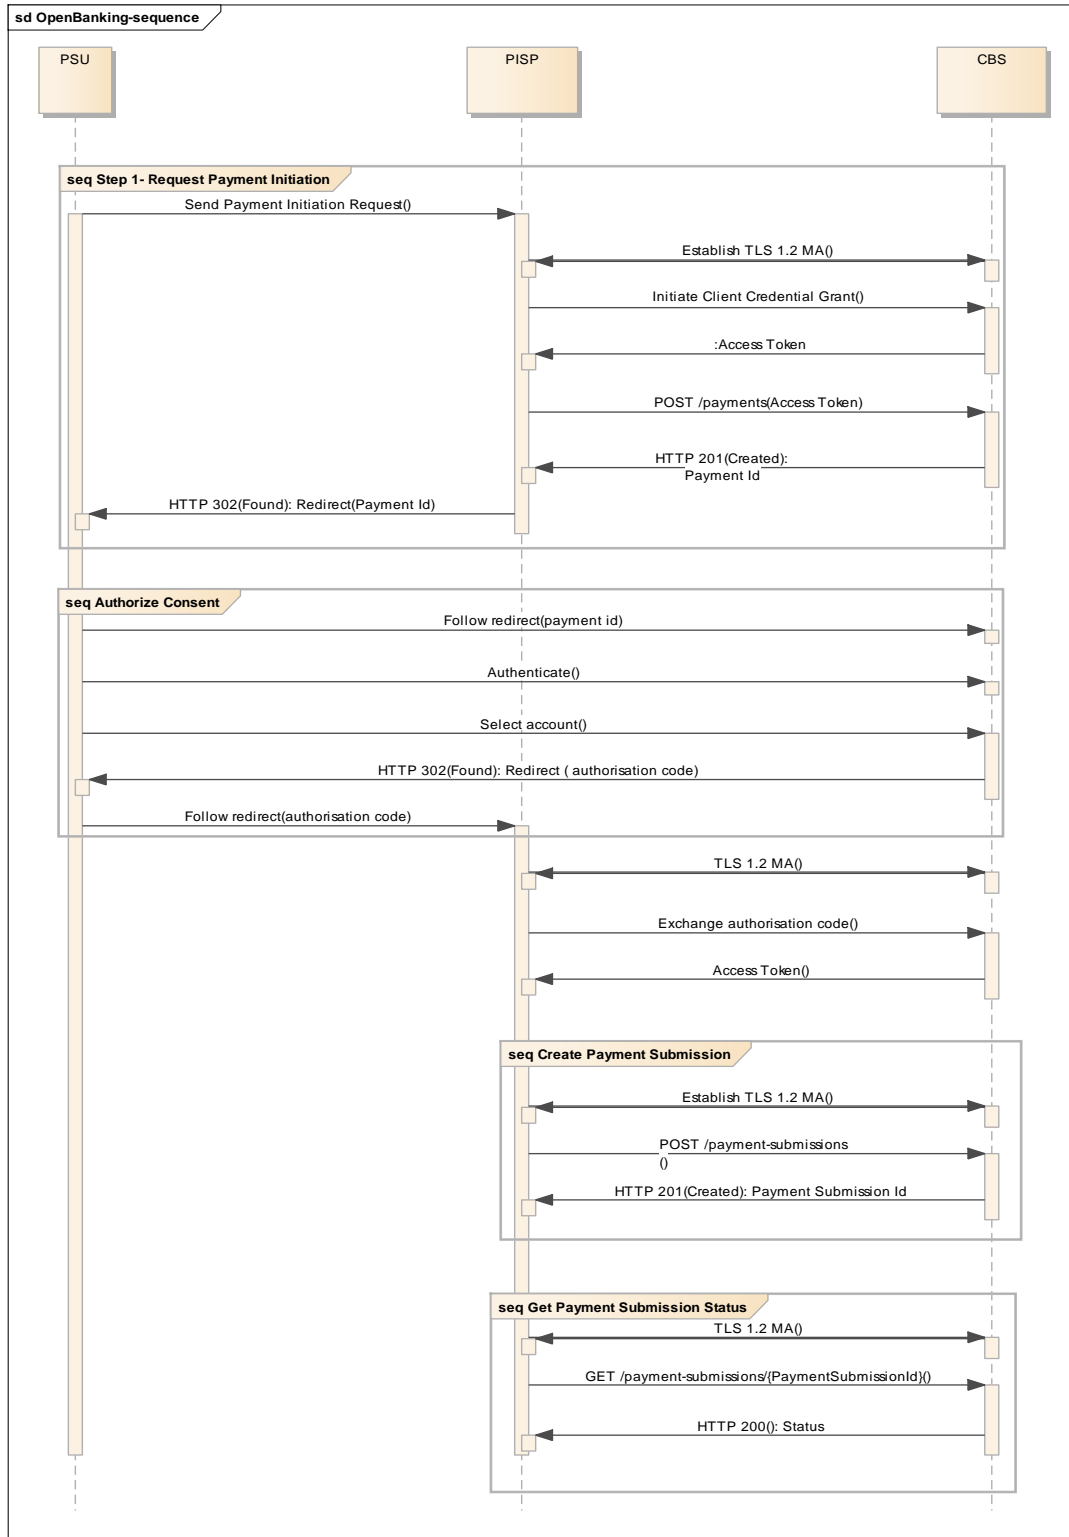 sd OpenBanking-sequence
PSU
PISP
CBS
seq Step 1- Request Payment Initiation
Send Payment Initiation Request()
Establish TLS 1.2 MA()
Initiate Client Credential Grant()
:Access Token
POST /payments(Access Token)
HTTP 201(Created):
Payment Id
HTTP 302(Found): Redirect(Payment Id)
seq Authorize Consent
Follow redirect(payment id)
Authenticate()
Select account()
HTTP 302(Found): Redirect ( authorisation code)
Follow redirect(authorisation code)
TLS 1.2 MA()
Exchange authorisation code()
Access Token()
seq Create Payment Submission
Establish TLS 1.2 MA()
POST /payment-submissions
()
HTTP 201(Created): Payment Submission Id
seq Get Payment Submission Status
TLS 1.2 MA()
GET /payment-submissions/{PaymentSubmissionId}()
HTTP 200(): Status